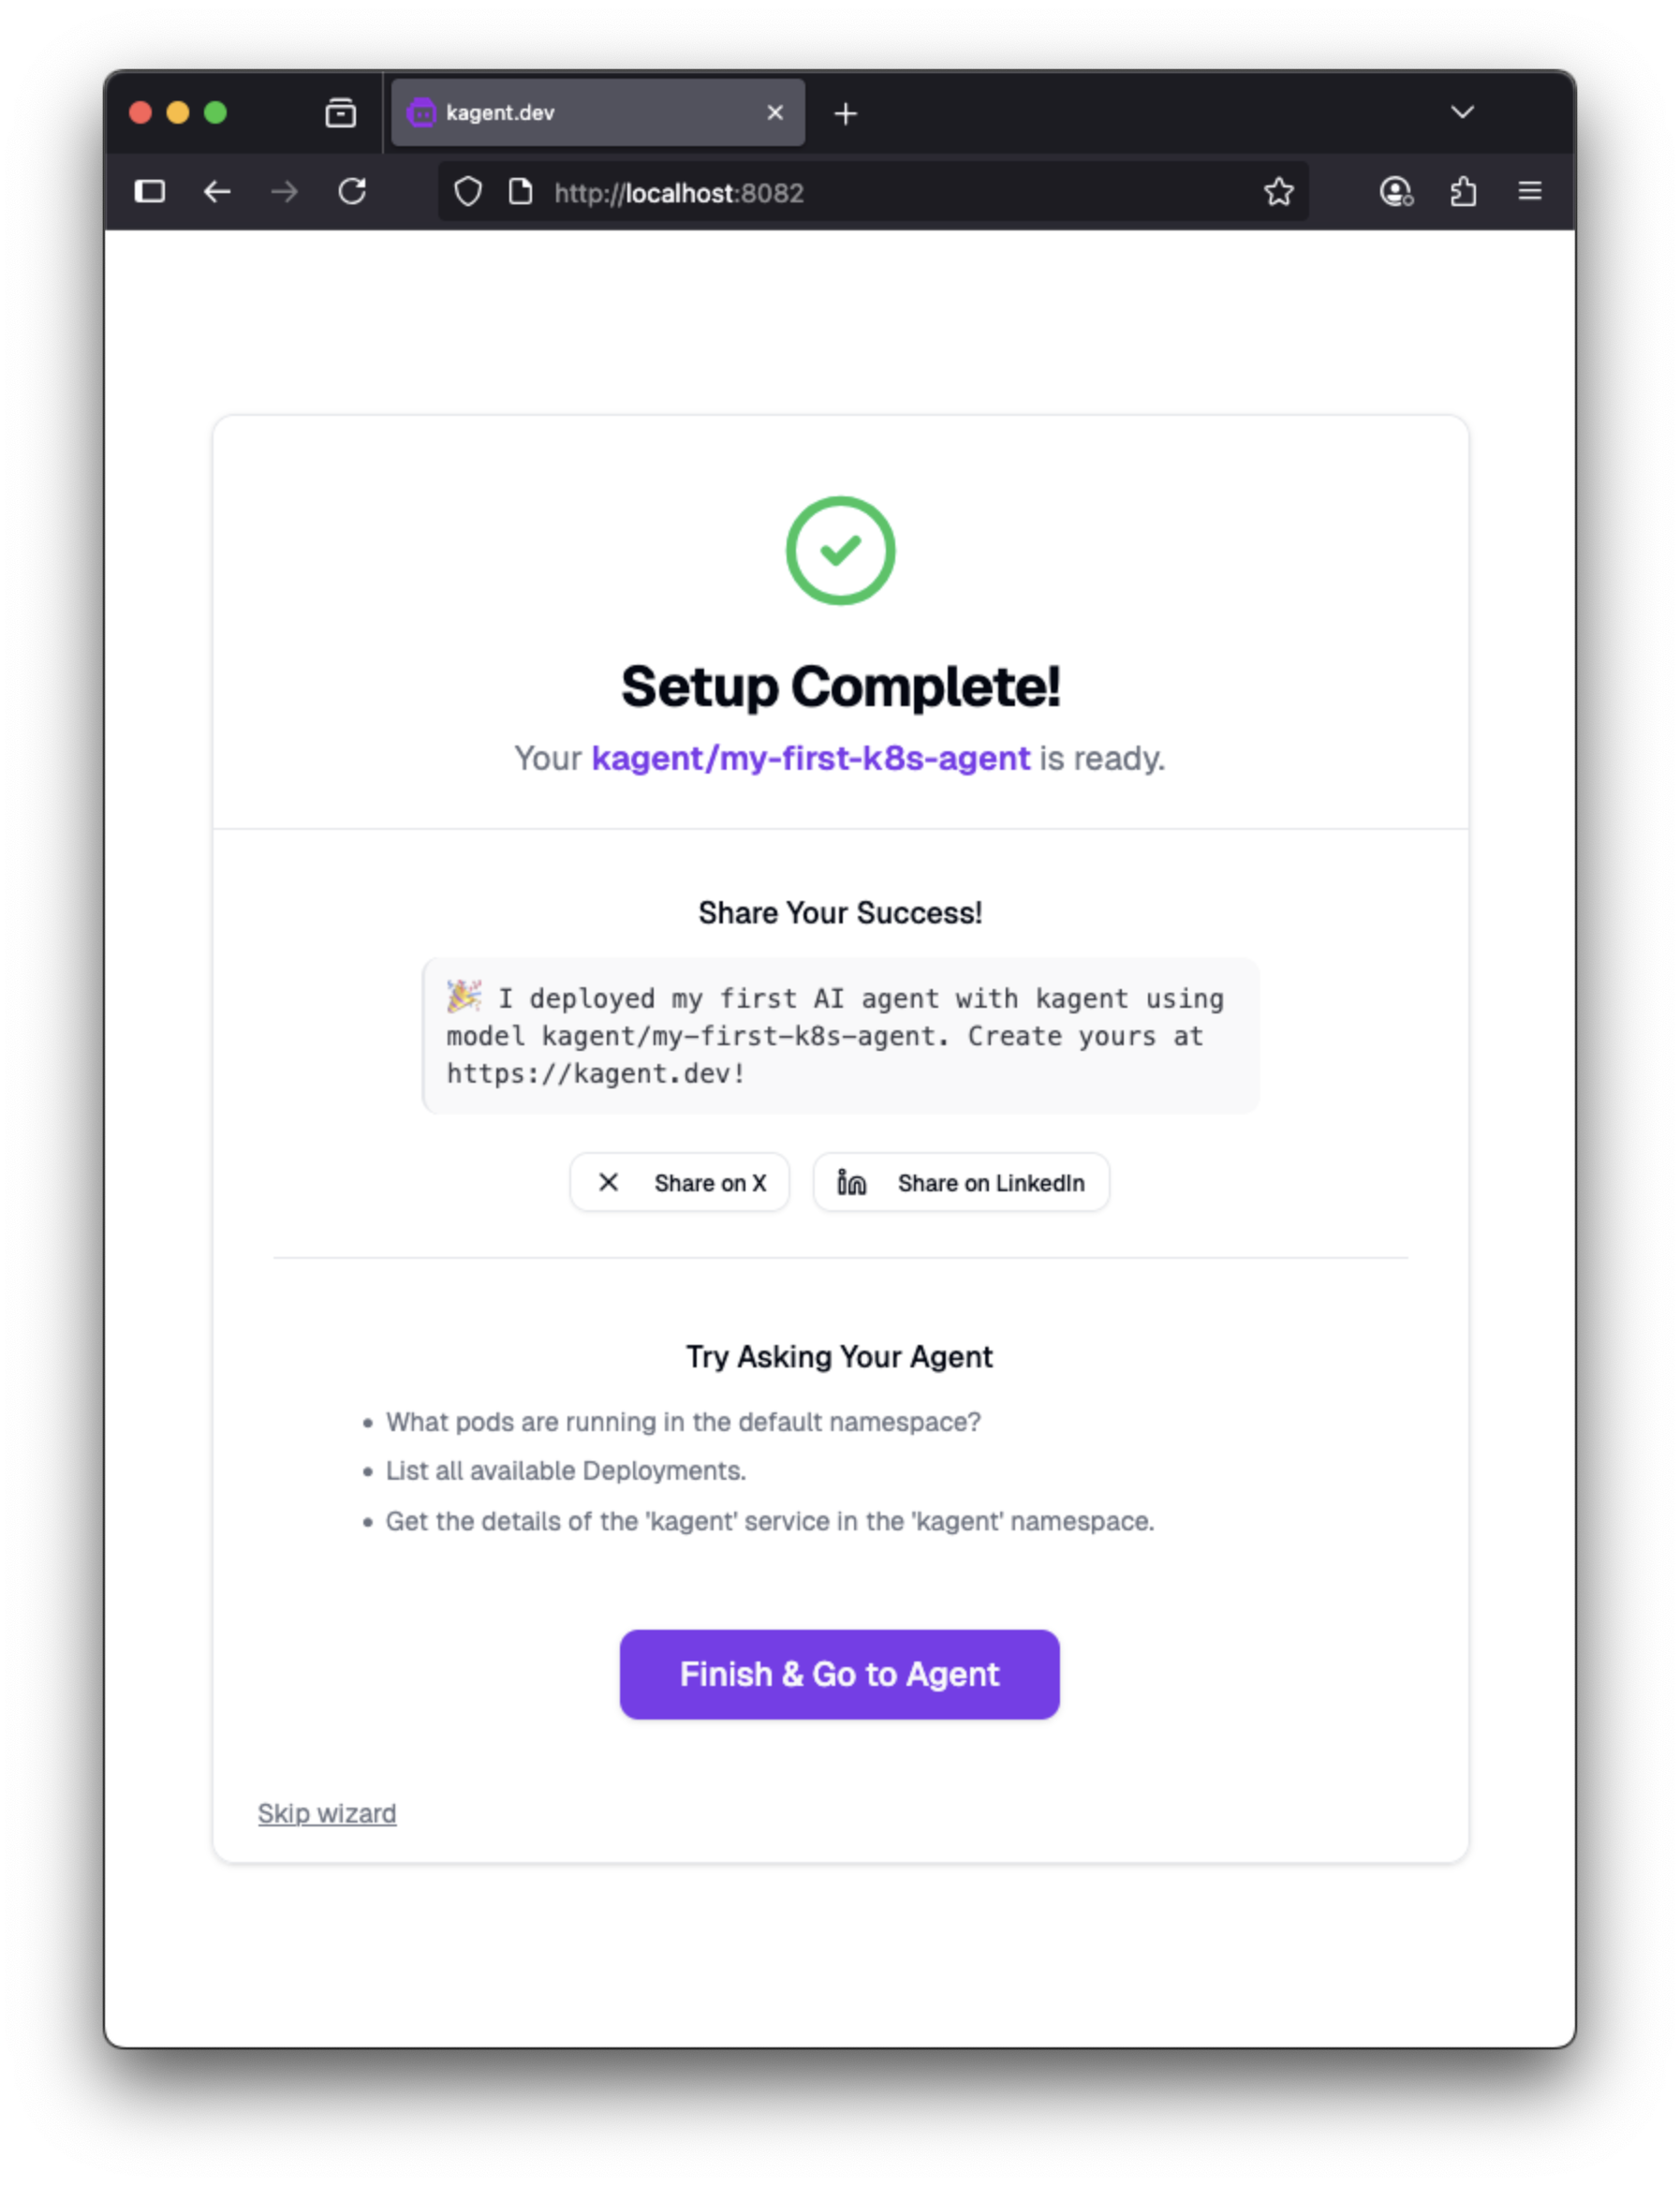 kagent.dev
http://localhost:8082
Setup Complete!
Your kagent/my-first-k8s-agent is ready.
Share Your Success!
🎉 I deployed my first AI agent with kagent using
model kagent/my-first-k8s-agent. Create yours at
https://kagent.dev!
Share on X
Share on LinkedIn
Try Asking Your Agent
• What pods are running in the default namespace?
• List all available Deployments.
• Get the details of the 'kagent' service in the 'kagent' namespace.
Finish & Go to Agent
Skip wizard